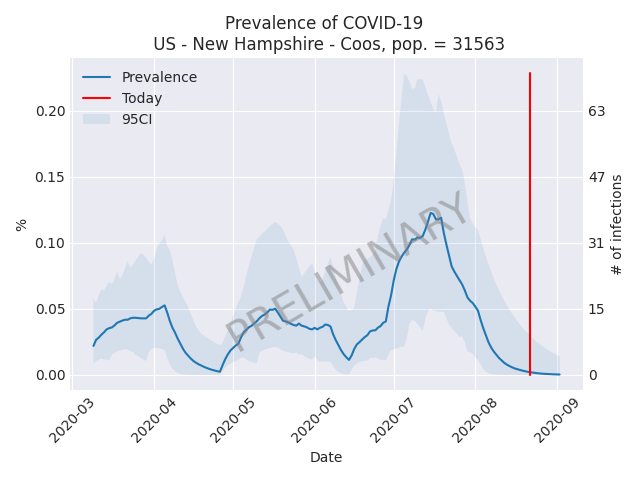 Prevalence of COVID-19
US - New Hampshire - Coos, pop. = 31563
Prevalence
Today
95CI
PRELIMINARY
%
0.20
0.15
0.10
0.05
0.00
63
47
31
15
0
# of infections
2020-03
2020-04
2020-05
2020-06
2020-07
2020-08
2020-09
Date